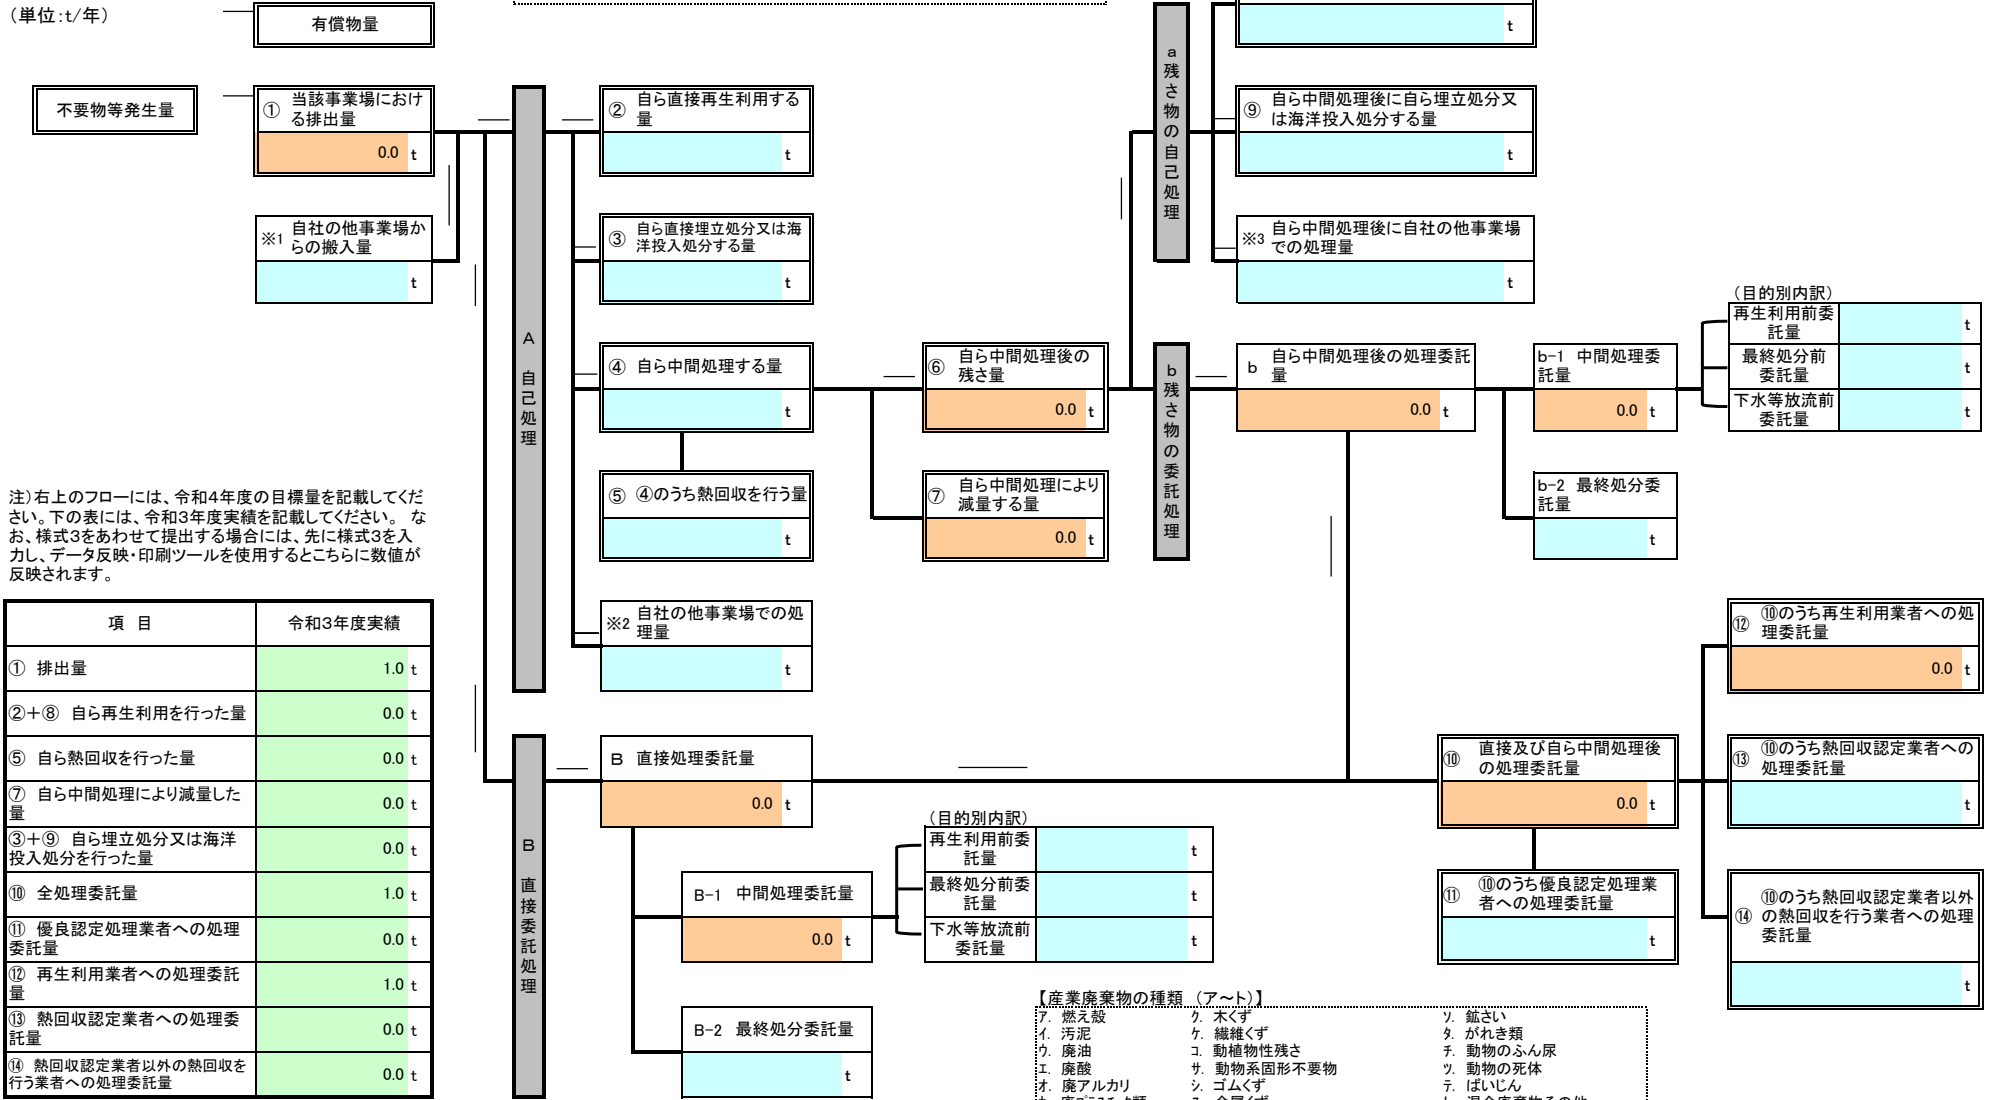 （単位：t/年）
有償物量
t
不要物等発生量
① 当該事業場におけ
る排出量
0.0 t
② 自ら直接再生利用する
量
t
a 残さ物の自己処理
⑨ 自ら中間処理後に自ら埋立処分又
は海洋投入処分する量
t
※1 自社の他事業場か
らの搬入量
t
③ 自ら直接埋立処分又は海
洋投入処分する量
t
※3 自ら中間処理後に自社の他事業場
での処理量
t
A 自己処理
④ 自ら中間処理する量
t
⑥ 自ら中間処理後の
残さ量
0.0 t
b 残さ物の委託処理
b 自ら中間処理後の処理委託
量
0.0 t
b-1 中間処理委
託量
0.0 t
（目的別内訳）
再生利用前委
託量
t
最終処分前
委託量
t
下水等放流前
委託量
t
⑤ ④のうち熱回収を行う量
t
⑦ 自ら中間処理により
減量する量
0.0 t
b-2 最終処分委
託量
t
注）右上のフローには、令和４年度の目標量を記載してくだ
さい。下の表には、令和３年度実績を記載してください。 な
お、様式３をあわせて提出する場合には、先に様式３を入
力し、データ反映・印刷ツールを使用するとこちらに数値が
反映されます。
項 目 令和３年度実績
① 排出量 1.0 t
②＋⑧ 自ら再生利用を行った量 0.0 t
⑤ 自ら熱回収を行った量 0.0 t
⑦ 自ら中間処理により減量した
量 0.0 t
③＋⑨ 自ら埋立処分又は海洋
投入処分を行った量 0.0 t
⑩ 全処理委託量 1.0 t
⑪ 優良認定処理業者への処理
委託量 0.0 t
⑫ 再生利用業者への処理委託
量 1.0 t
⑬ 熱回収認定業者への処理委
託量 0.0 t
⑭ 熱回収認定業者以外の熱回収を
行う業者への処理委託量 0.0 t
※2 自社の他事業場での処
理量
t
B 直接委託処理
B 直接処理委託量
0.0 t
B-1 中間処理委託量
0.0 t
（目的別内訳）
再生利用前委
託量
t
最終処分前委
託量
t
下水等放流前
委託量
t
B-2 最終処分委託量
t
⑩ 直接及び自ら中間処理後
の処理委託量
0.0 t
⑪ ⑩のうち優良認定処理業
者への処理委託量
t
⑫ ⑩のうち再生利用業者への処
理委託量
0.0 t
⑬ ⑩のうち熱回収認定業者への
処理委託量
t
⑭ ⑩のうち熱回収認定業者以外
の熱回収を行う業者への処理
委託量
t
【産業廃棄物の種類 （ア～ト）】
ア. 燃え殻 ク. 木くず ソ. 鉱さい
イ. 汚泥 ケ. 繊維くず タ. がれき類
ウ. 廃油 コ. 動植物性残さ チ. 動物のふん尿
エ. 廃酸 サ. 動物系固形不要物 ツ. 動物の死体
オ. 廃アルカリ シ. ゴムくず テ. ばいじん